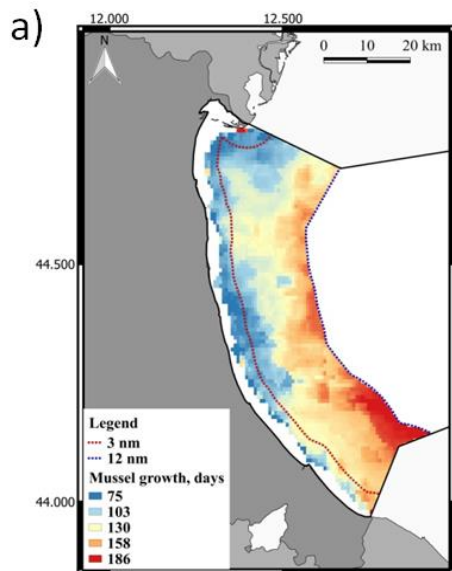 a)
12.000
12.500
N
0 10 20 km
44.500
44.000
Legend
3 nm
12 nm
Mussel growth, days
75
103
130
158
186